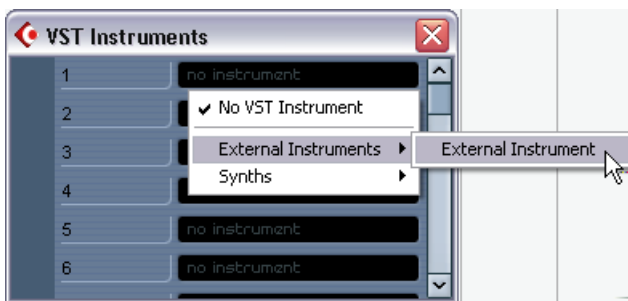 VST Instruments
1 no instrument
2 No VST Instrument
3 External Instruments External Instrument
4 Synths
5 no instrument
6 no instrument